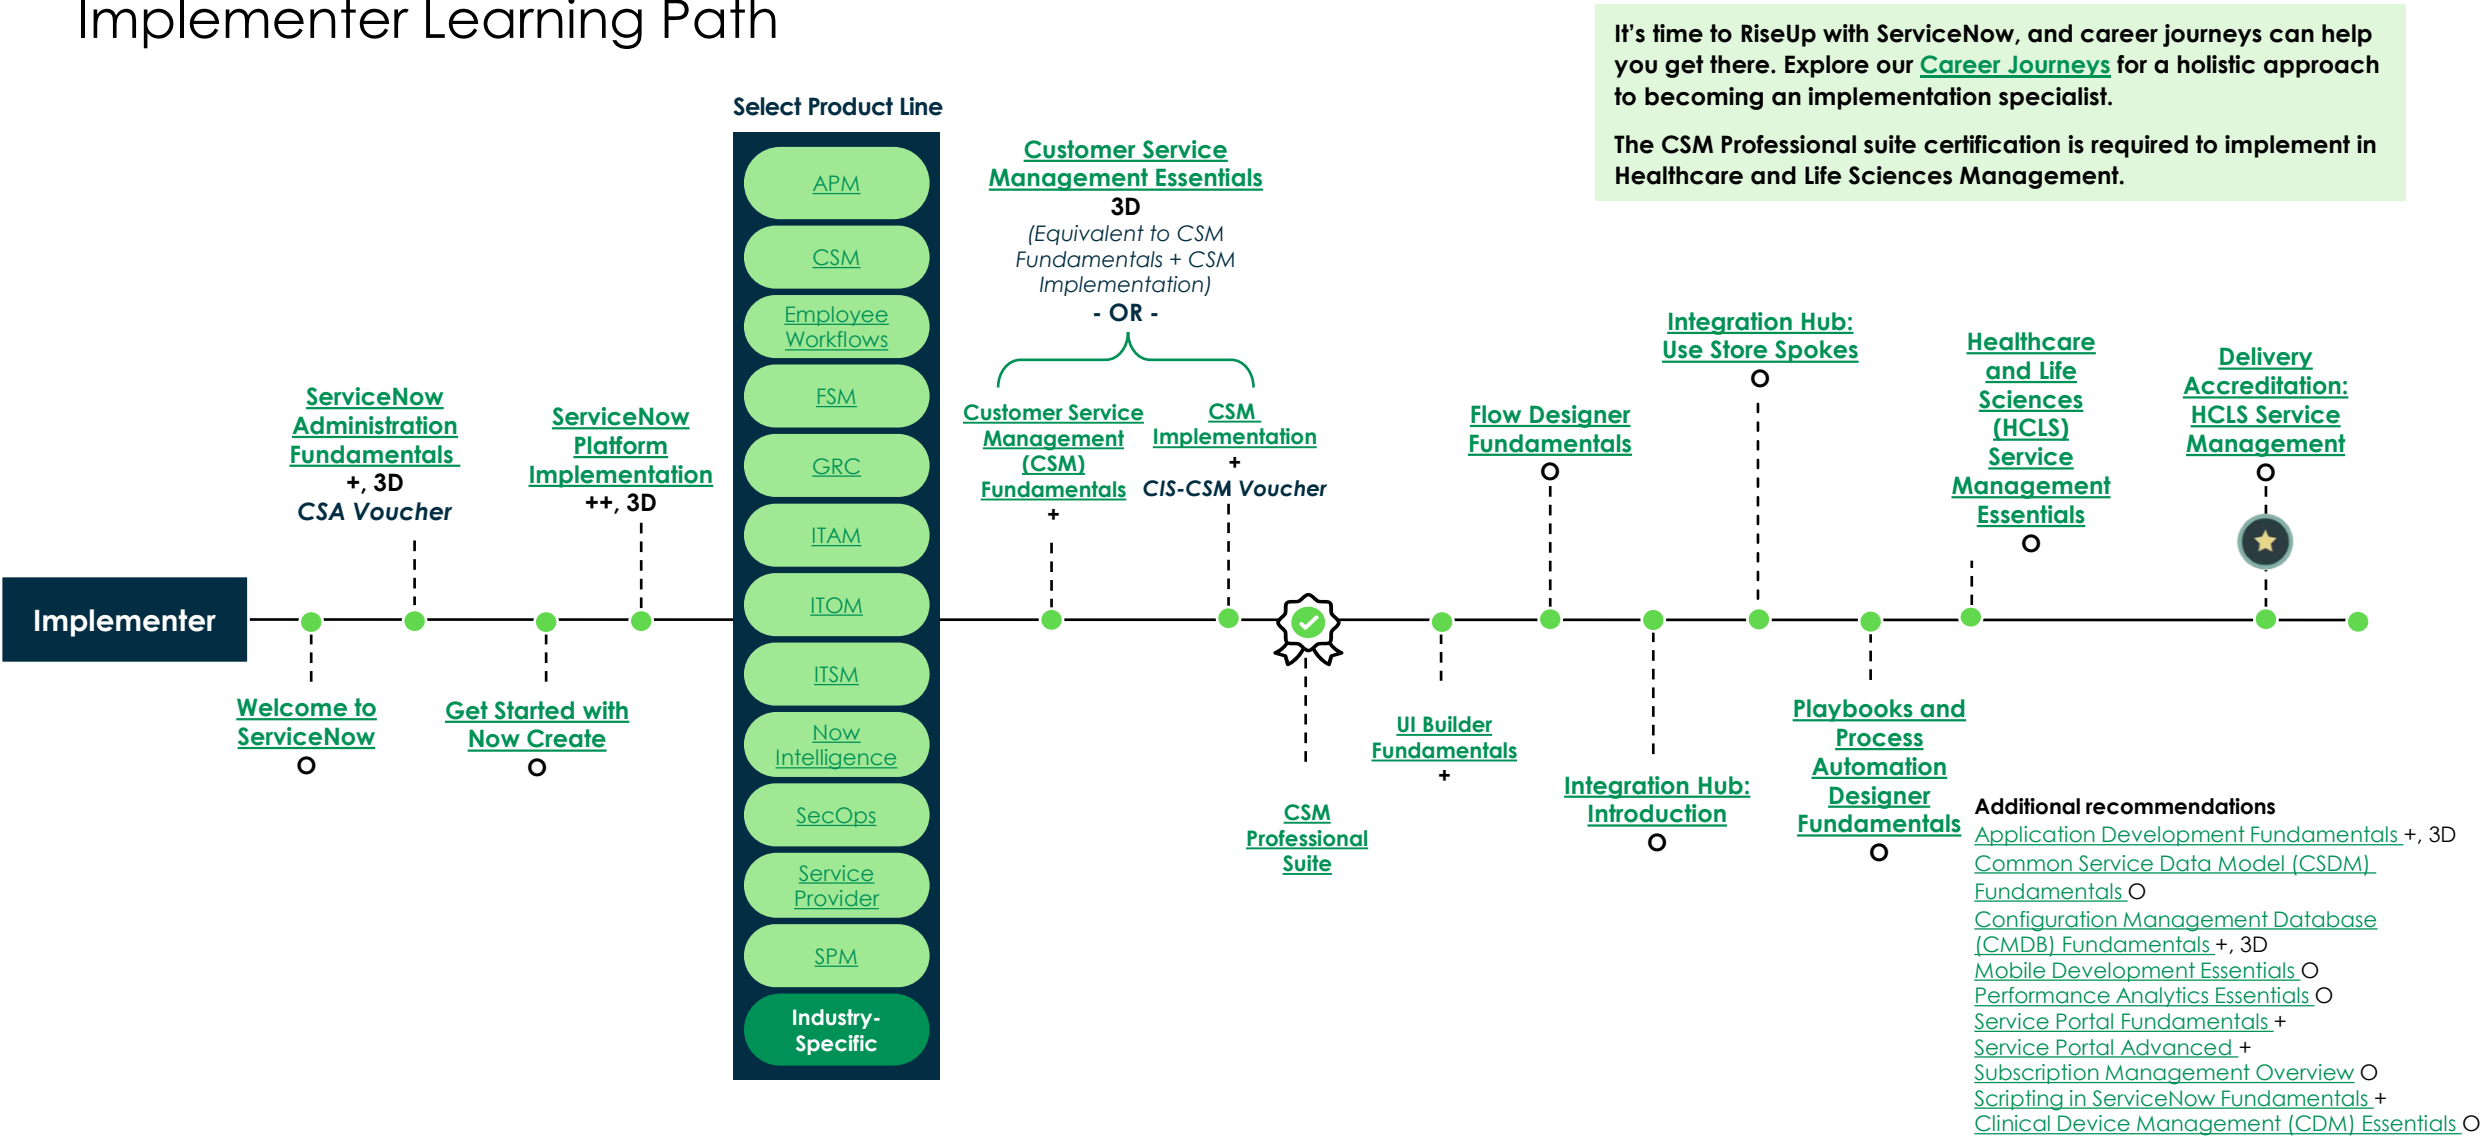 Implementer Learning Path
It's time to RiseUp with ServiceNow, and career journeys can help
you get there. Explore our Career Journeys for a holistic approach
to becoming an implementation specialist.
The CSM Professional suite certification is required to implement in
Healthcare and Life Sciences Management.
Implementer
Welcome to
ServiceNow
O
ServiceNow
Administration
Fundamentals
+, 3D
CSA Voucher
Get Started with
Now Create
O
ServiceNow
Platform
Implementation
++, 3D
Select Product Line
APM
CSM
Employee
Workflows
FSM
GRC
ITAM
ITOM
ITSM
Now
Intelligence
SecOps
Service
Provider
SPM
Industry-
Specific
Customer Service
Management Essentials
3D
(Equivalent to CSM
Fundamentals + CSM
Implementation)
- OR -
Customer Service
Management
(CSM)
Fundamentals
+
CSM
Implementation
+
CIS-CSM Voucher
CSM
Professional
Suite
UI Builder
Fundamentals
+
Flow Designer
Fundamentals
O
Integration Hub:
Introduction
O
Integration Hub:
Use Store Spokes
O
Playbooks and
Process
Automation
Designer
Fundamentals
O
Healthcare
and Life
Sciences
(HCLS)
Service
Management
Essentials
O
Delivery
Accreditation:
HCLS Service
Management
O
Additional recommendations
Application Development Fundamentals +, 3D
Common Service Data Model (CSDM)
Fundamentals O
Configuration Management Database
(CMDB) Fundamentals +, 3D
Mobile Development Essentials O
Performance Analytics Essentials O
Service Portal Fundamentals +
Service Portal Advanced +
Subscription Management Overview O
Scripting in ServiceNow Fundamentals +
Clinical Device Management (CDM) Essentials O